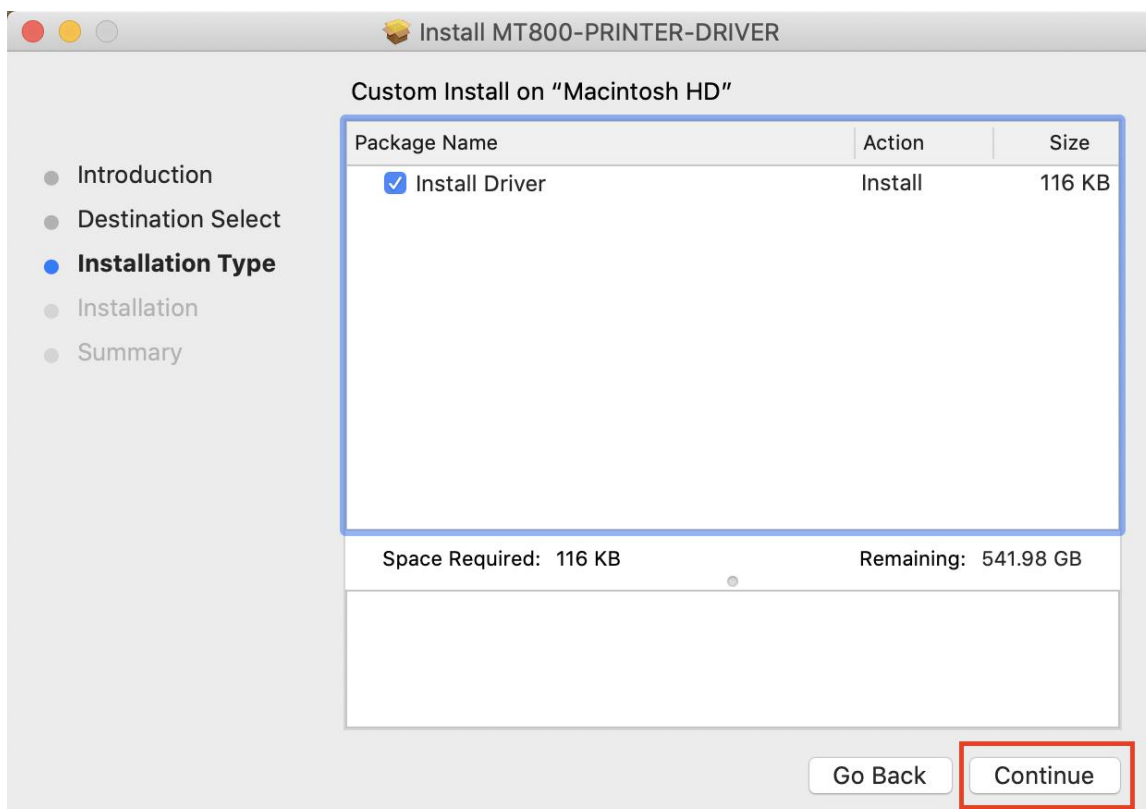 Install MT800-PRINTER-DRIVER
Custom Install on “Macintosh HD”
Introduction
Destination Select
Installation Type
Installation
Summary
Package Name Action Size
Install Driver Install 116 KB
Space Required: 116 KB Remaining: 541.98 GB
Go Back Continue